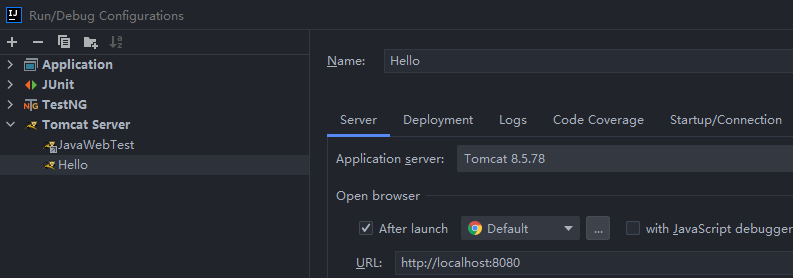 Run/Debug Configurations
Application
JUnit
TestNG
Tomcat Server
JavaWebTest
Hello
Name: Hello
Server Deployment Logs Code Coverage Startup/Connection
Application server: Tomcat 8.5.78
Open browser
After launch Default ... with JavaScript debugger
URL: http://localhost:8080